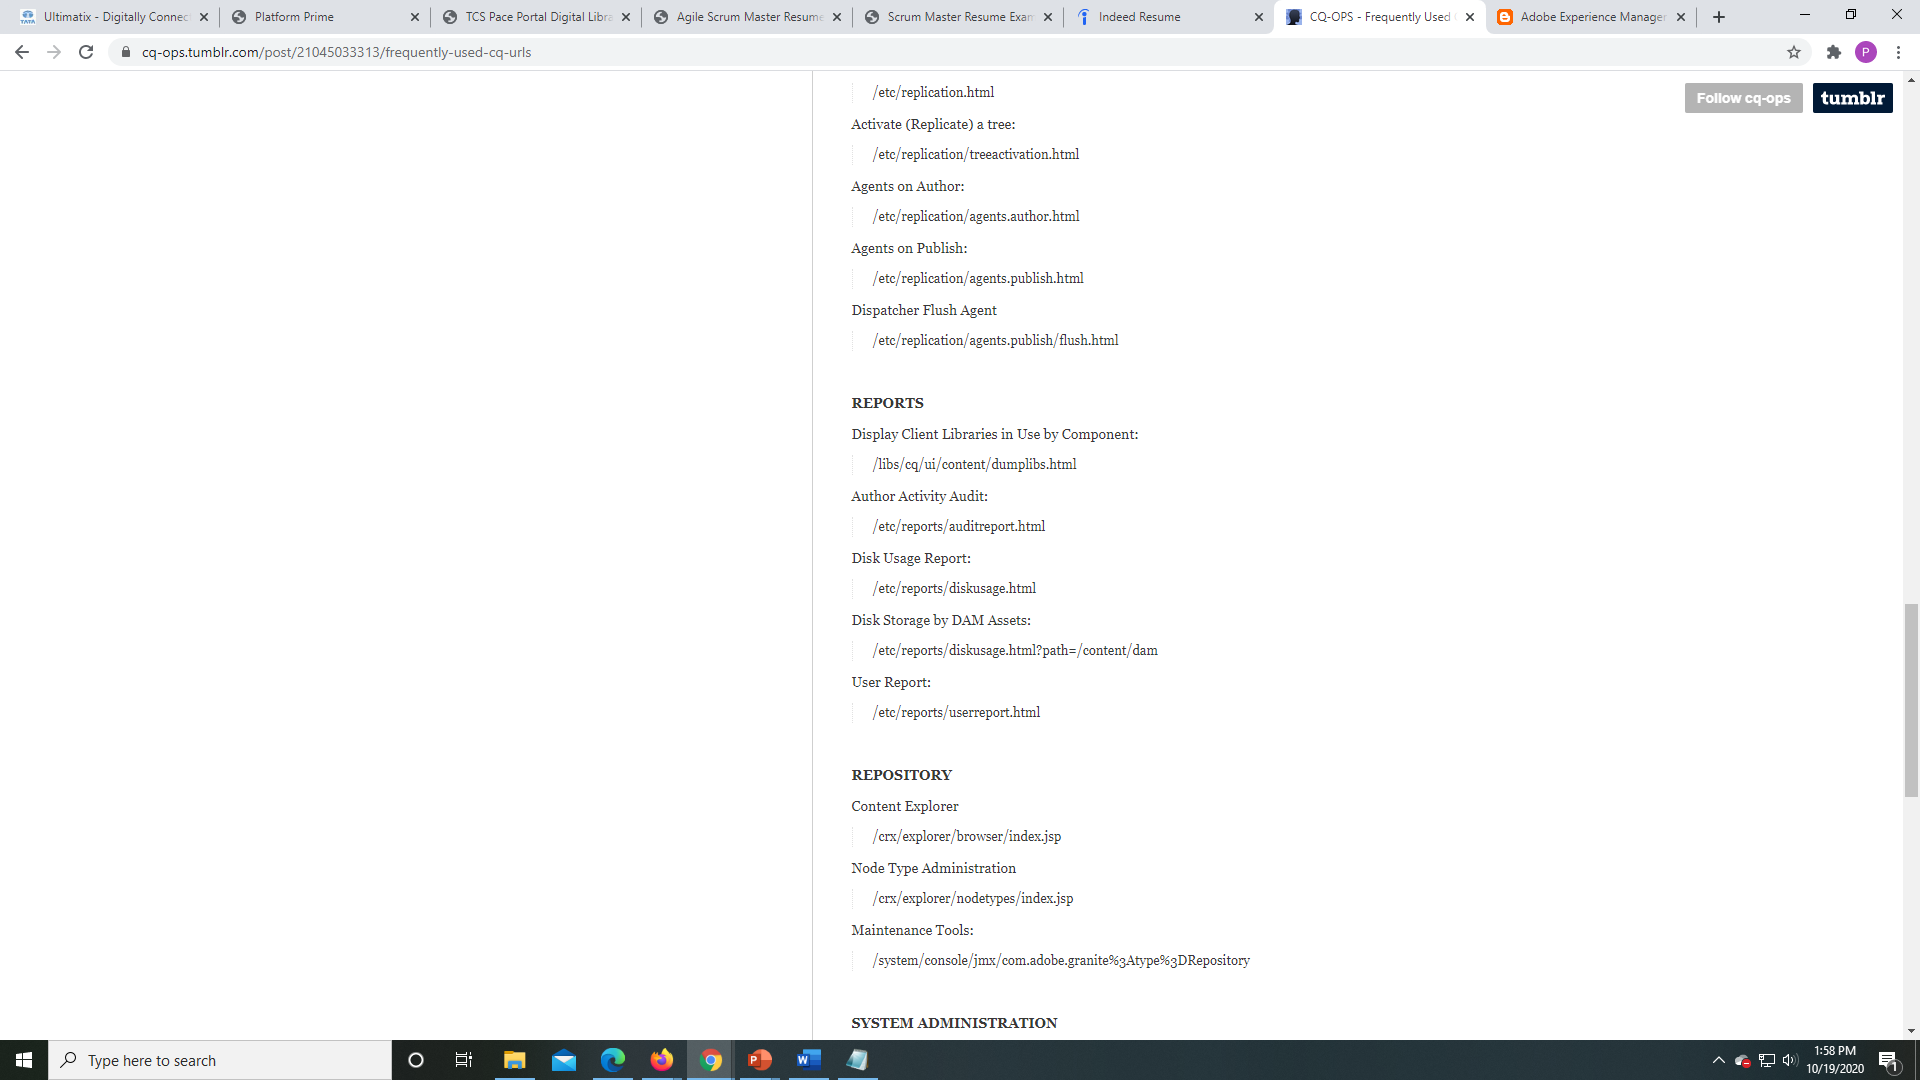 Ultimatix - Digitally Connect
Platform Prime
TCS Pace Portal Digital Libra
Agile Scrum Master Resume
Scrum Master Resume Exam
Indeed Resume
CQ-OPS - Frequently Used
Adobe Experience Manager
cq-ops.tumblr.com/post/21045033313/frequently-used-cq-urls
P
Follow cq-ops
tumblr
/etc/replication.html
Activate (Replicate) a tree:
/etc/replication/treeactivation.html
Agents on Author:
/etc/replication/agents.author.html
Agents on Publish:
/etc/replication/agents.publish.html
Dispatcher Flush Agent
/etc/replication/agents.publish/flush.html
REPORTS
Display Client Libraries in Use by Component:
/libs/cq/ui/content/dumplibs.html
Author Activity Audit:
/etc/reports/auditreport.html
Disk Usage Report:
/etc/reports/diskusage.html
Disk Storage by DAM Assets:
/etc/reports/diskusage.html?path=/content/dam
User Report:
/etc/reports/userreport.html
REPOSITORY
Content Explorer
/crx/explorer/browser/index.jsp
Node Type Administration
/crx/explorer/nodetypes/index.jsp
Maintenance Tools:
/system/console/jmx/com.adobe.granite%3Atype%3DRepository
SYSTEM ADMINISTRATION
Type here to search
1:58 PM
10/19/2020
1